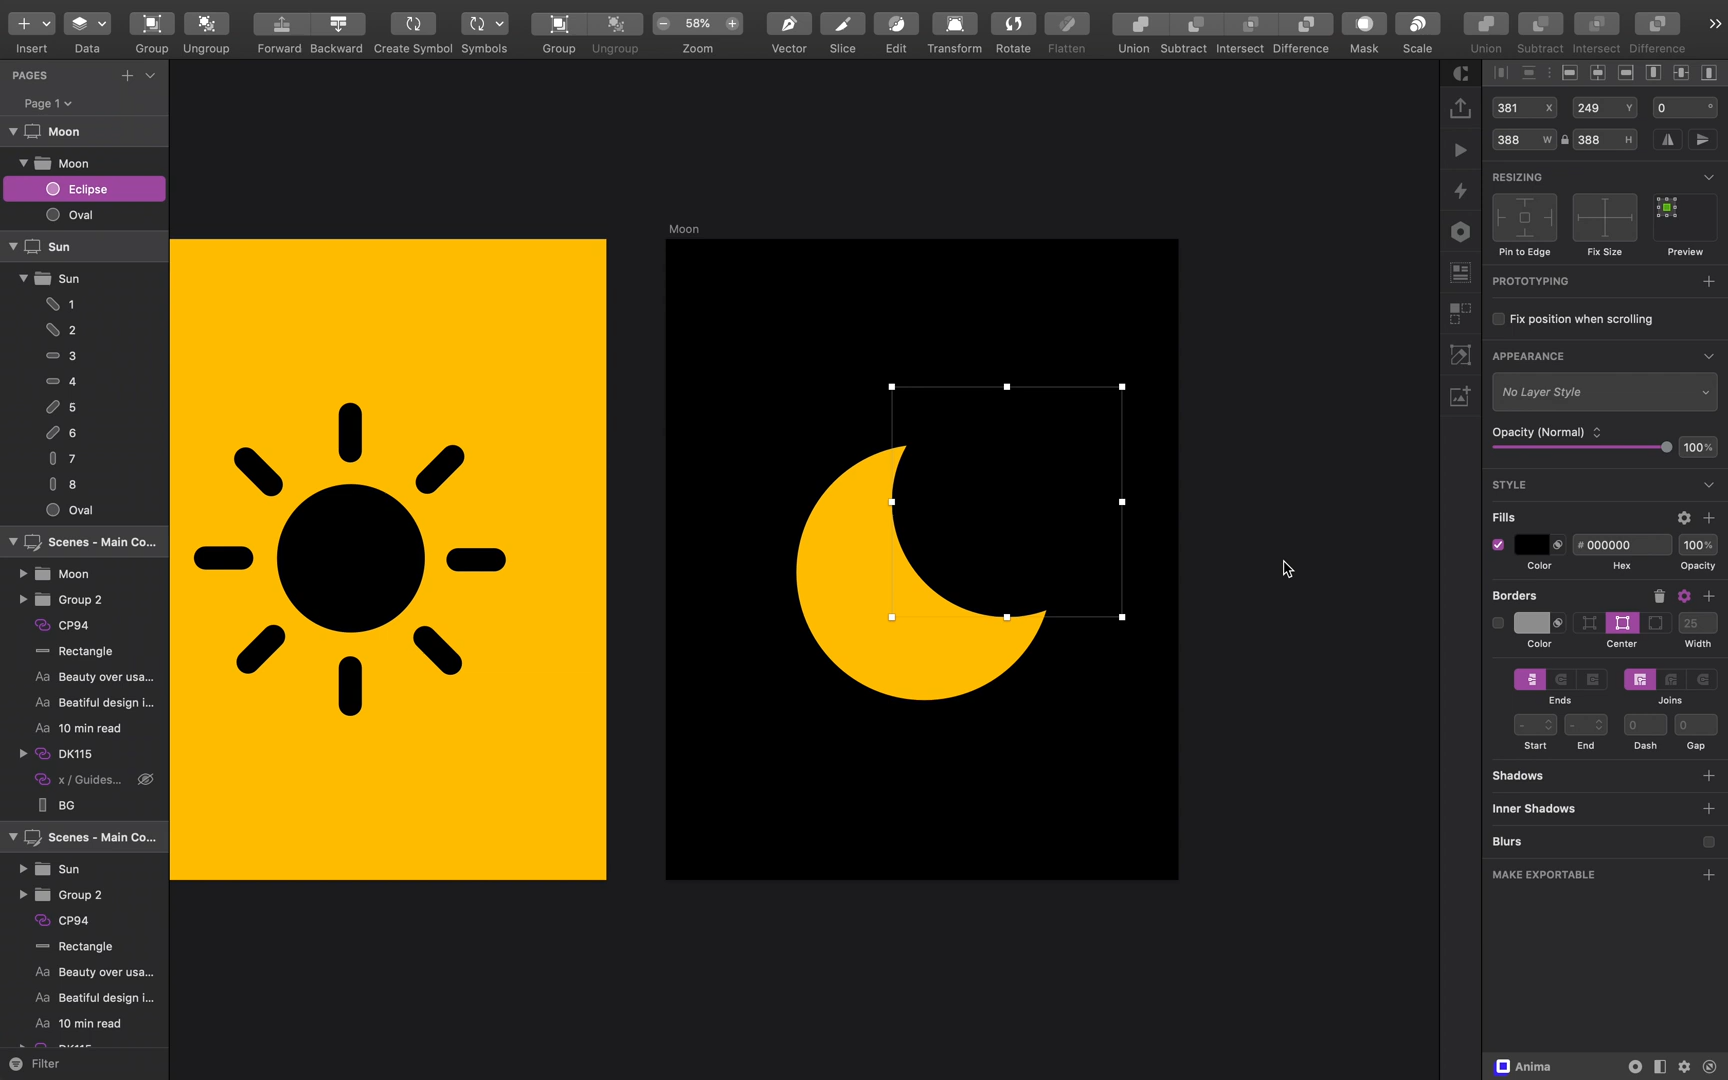 58%
Insert
Data
Group
Ungroup
Forward
Backward
Create Symbol
Symbols
Group
Ungroup
Zoom
Vector
Slice
Edit
Transform
Rotate
Flatten
Union
Subtract
Intersect
Difference
Mask
Scale
Union
Subtract
Intersect
Difference
PAGES
Page 1
Moon
Moon
Eclipse
Oval
Sun
Sun
1
2
3
4
5
6
7
8
Oval
Scenes - Main Co...
Moon
Group 2
CP94
Rectangle
Aa Beauty over usa...
Aa Beatiful design i...
Aa 10 min read
DK115
x / Guides...
BG
Scenes - Main Co...
Sun
Group 2
CP94
Rectangle
Aa Beauty over usa...
Aa Beatiful design i...
Aa 10 min read
DK115
Filter
Moon
381 X
249 Y
0 °
388 W
388 H
RESIZING
Pin to Edge
Fix Size
Preview
PROTOTYPING
Fix position when scrolling
APPEARANCE
No Layer Style
Opacity (Normal)
100%
STYLE
Fills
# 000000
100%
Color
Hex
Opacity
Borders
25
Color
Center
Width
Ends
Joins
-
-
0
0
Start
End
Dash
Gap
Shadows
Inner Shadows
Blurs
MAKE EXPORTABLE
Anima